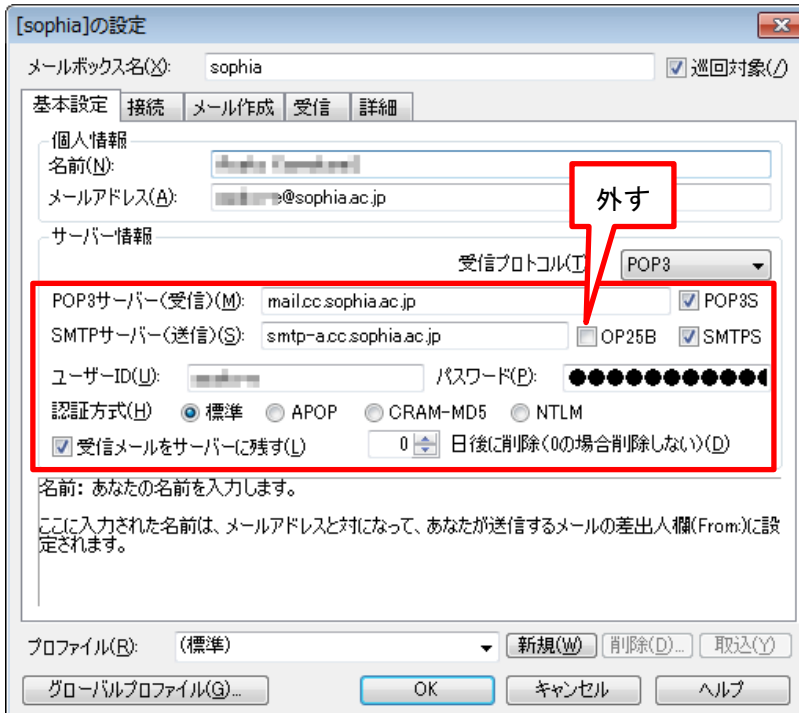 [sophia]の設定
メールボックス名(X): sophia 巡回対象(/)
基本設定 接続 メール作成 受信 詳細
個人情報
名前(N):
メールアドレス(A): @sophia.ac.jp
外す
サーバー情報
受信プロトコル(T) POP3
POP3サーバー(受信)(M): mail.cc.sophia.ac.jp POP3S
SMTPサーバー(送信)(S): smtp-a.cc.sophia.ac.jp OP25B SMTPS
ユーザーID(U): パスワード(P): ●●●●●●●●●●●●
認証方式(H) 標準 APOP CRAM-MD5 NTLM
受信メールをサーバーに残す(L) 0 日後に削除(0の場合削除しない)(D)
名前: あなたの名前を入力します。
ここに入力された名前は、メールアドレスと対になって、あなたが送信するメールの差出人欄(From:)に設
定されます。
プロファイル(R): (標準) 新規(W) 削除(D)... 取込(Y)
グローバルプロファイル(G)... OK キャンセル ヘルプ